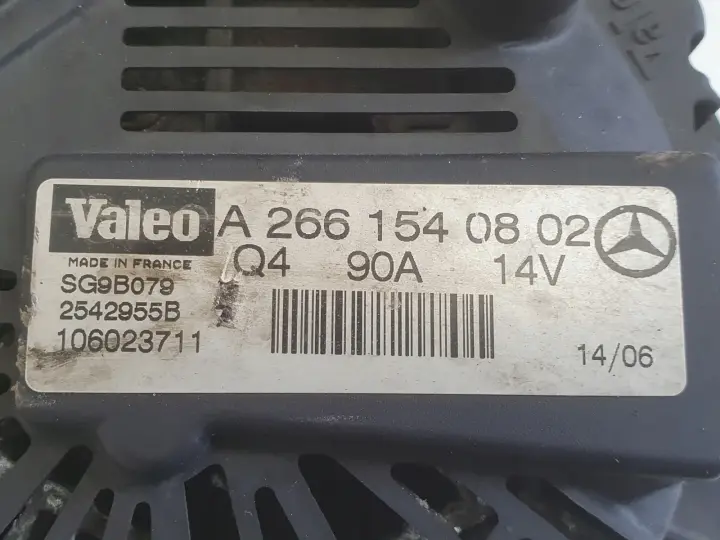 Valeo A 266 154 08 02
MADE IN FRANCE Q4 90A 14V
SG9B079
2542955B
106023711
14/06